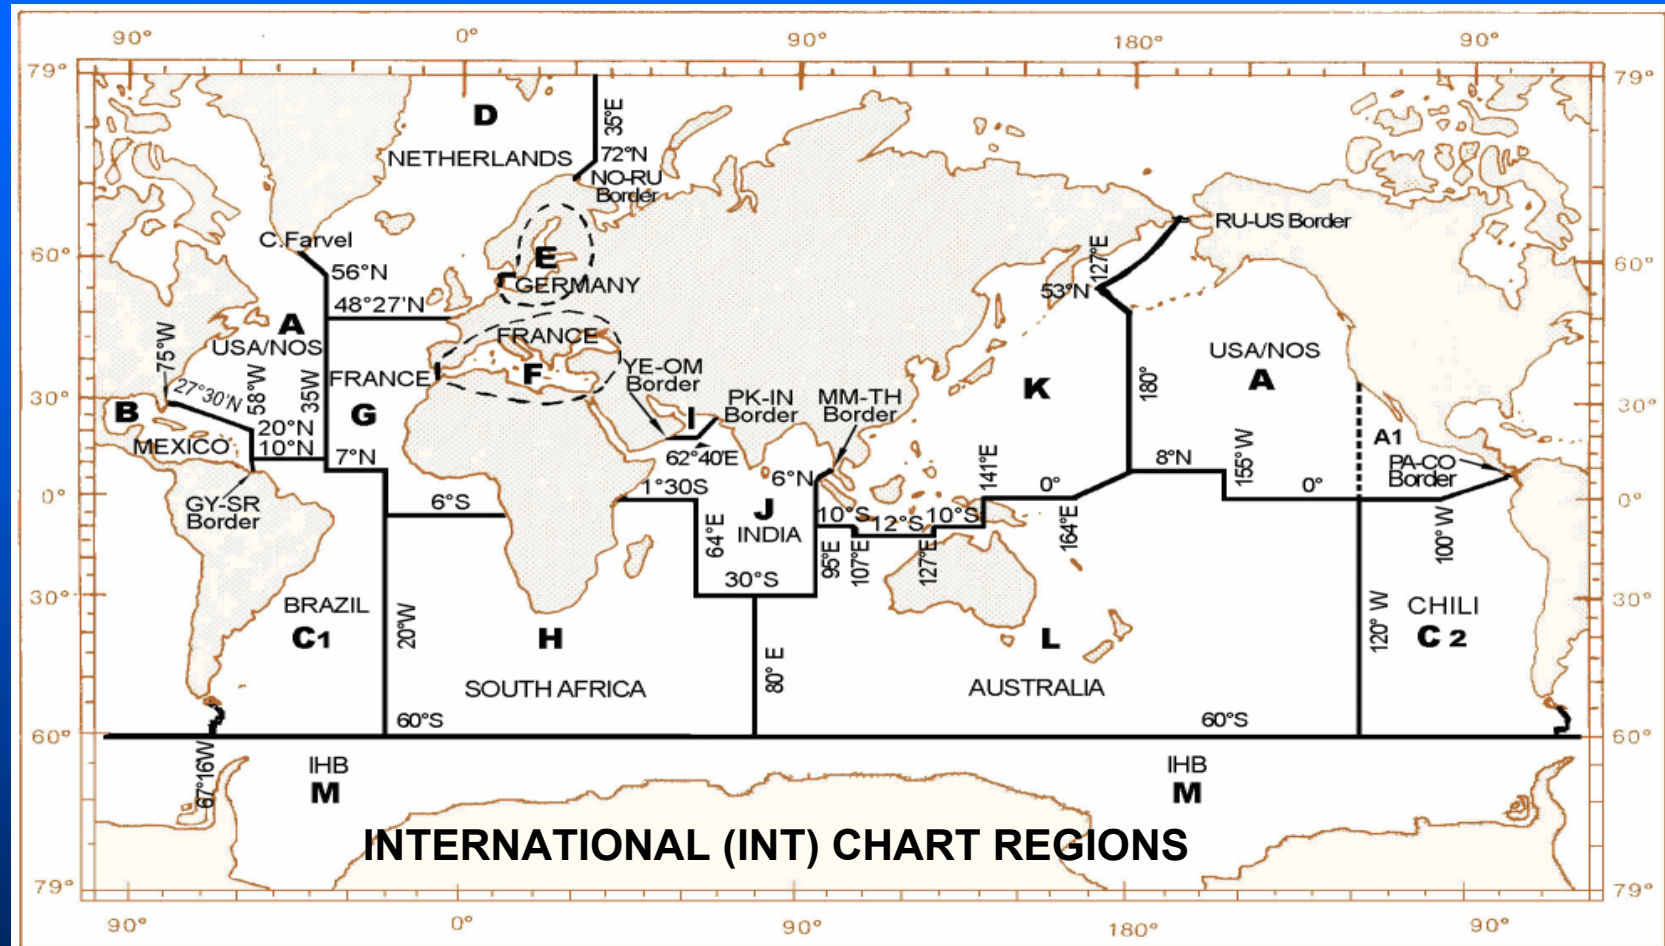 90°
0°
90°
180°
90°
79°
79°
D
35°E
NETHERLANDS
72°N
NO-RU
Border
C.Farvel
RU-US Border
60°
E
127°E
60°
56°N
GERMANY
53°N
48°27'N
A
USA/NOS
FRANCE
USA/NOS
75°W
27°30'N
58°W
35W
FRANCE
F
YE-OM
Border
K
180°
A
30°
B
G
I
PK-IN
Border
MM-TH
Border
30°
20°N
MEXICO
10°N
7°N
62°40'E
141°E
8°N
155°W
A1
PA-CO
Border
6°N
0°
GY-SR
Border
6°S
1°30S
J
INDIA
0°
0°
0°
10°S
12°S
10°S
64°E
95°E
107°E
127°E
164°E
100°W
30°S
30°
30°
BRAZIL
C1
20°W
H
80°E
L
120° W
CHILI
C 2
SOUTH AFRICA
AUSTRALIA
60°S
60°S
60°
60°
67°16W
IHB
M
IHB
M
INTERNATIONAL (INT) CHART REGIONS
79°
79°
90°
0°
90°
180°
90°